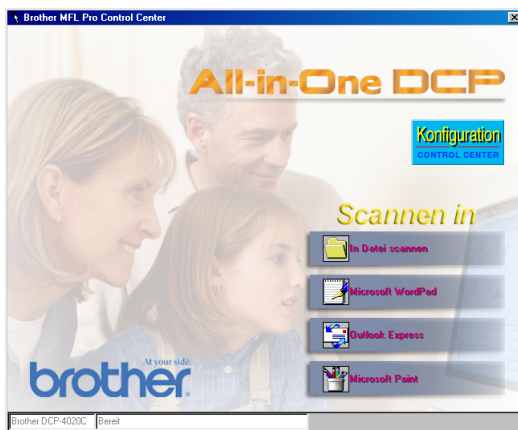 Brother MFL Pro Control Center
All-in-One DCP
Konfiguration
CONTROL CENTER
Scannen in
In Datei scannen
Microsoft WordPad
Outlook Express
Microsoft Paint
At your side.
brother
Brother DCP-4020C
Bereit